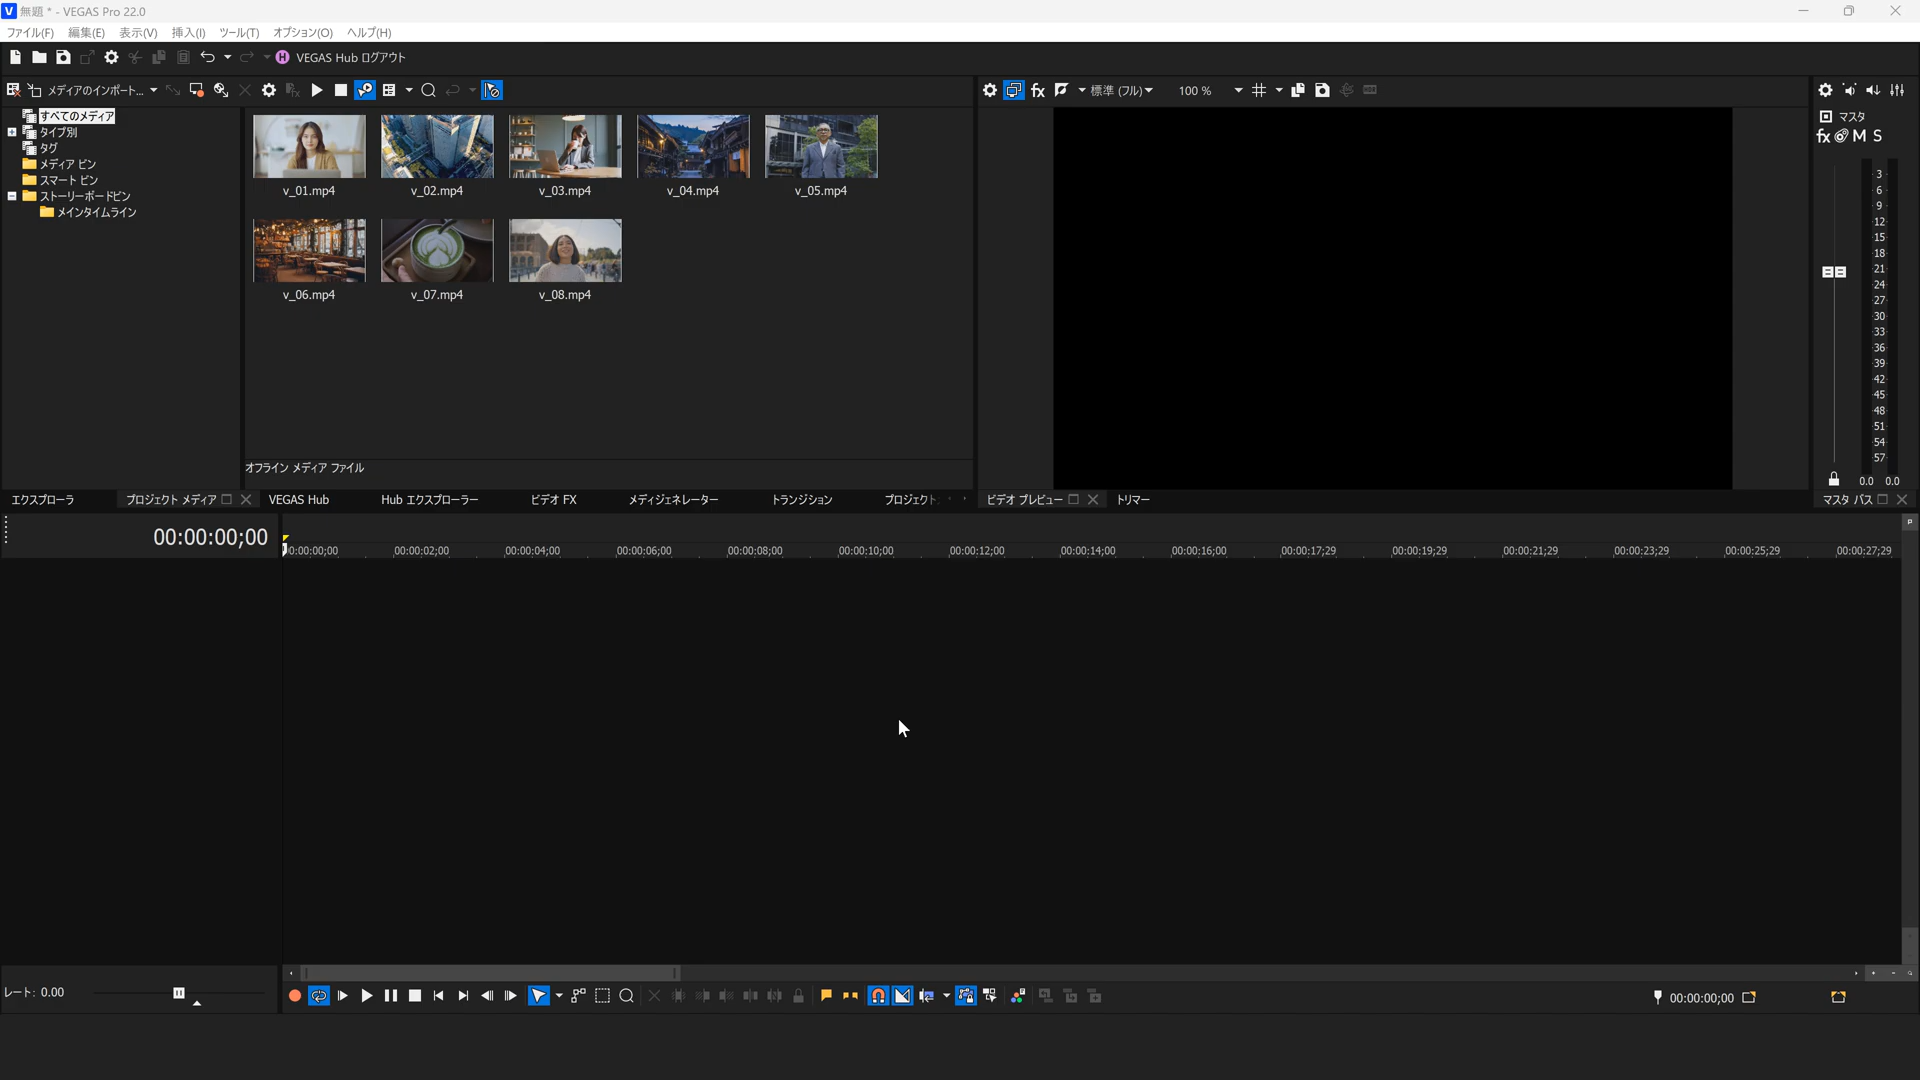 無題 * - VEGAS Pro 22.0
ファイル(F) 編集(E) 表示(V) 挿入(I) ツール(T) オプション(O) ヘルプ(H)
VEGAS Hub ログアウト
メディアのインポート...
標準 (フル)
100 %
すべてのメディア
タイプ別
タグ
メディア ビン
スマート ビン
ストーリーボードビン
メインタイムライン
v_01.mp4 v_02.mp4 v_03.mp4 v_04.mp4 v_05.mp4
v_06.mp4 v_07.mp4 v_08.mp4
オフライン メディア ファイル
マスタ
fx M S
3
6
9
12
15
18
21
24
27
30
33
36
39
42
45
48
51
54
57
0.0 0.0
エクスプローラ プロジェクト メディア VEGAS Hub Hub エクスプローラー ビデオ FX メディジェネレーター トランジション プロジェクト ビデオ プレビュー トリマー マスタ バス
00:00:00;00
00:00:00;00 00:00:02;00 00:00:04;00 00:00:06;00 00:00:08;00 00:00:10;00 00:00:12;00 00:00:14;00 00:00:16;00 00:00:17;29 00:00:19;29 00:00:21;29 00:00:23;29 00:00:25;29 00:00:27;29
レート: 0.00
00:00:00;00